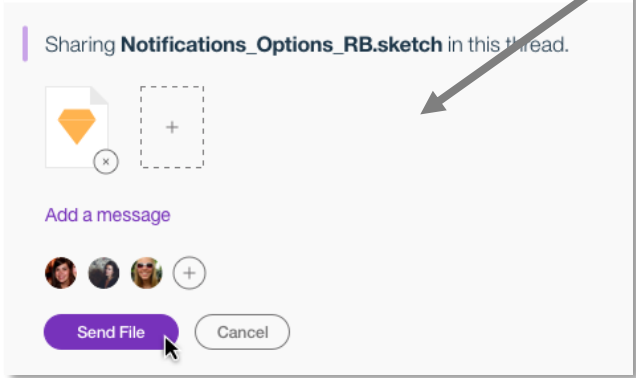 Sharing Notifications_Options_RB.sketch in this thread.
Add a message
Send File
Cancel